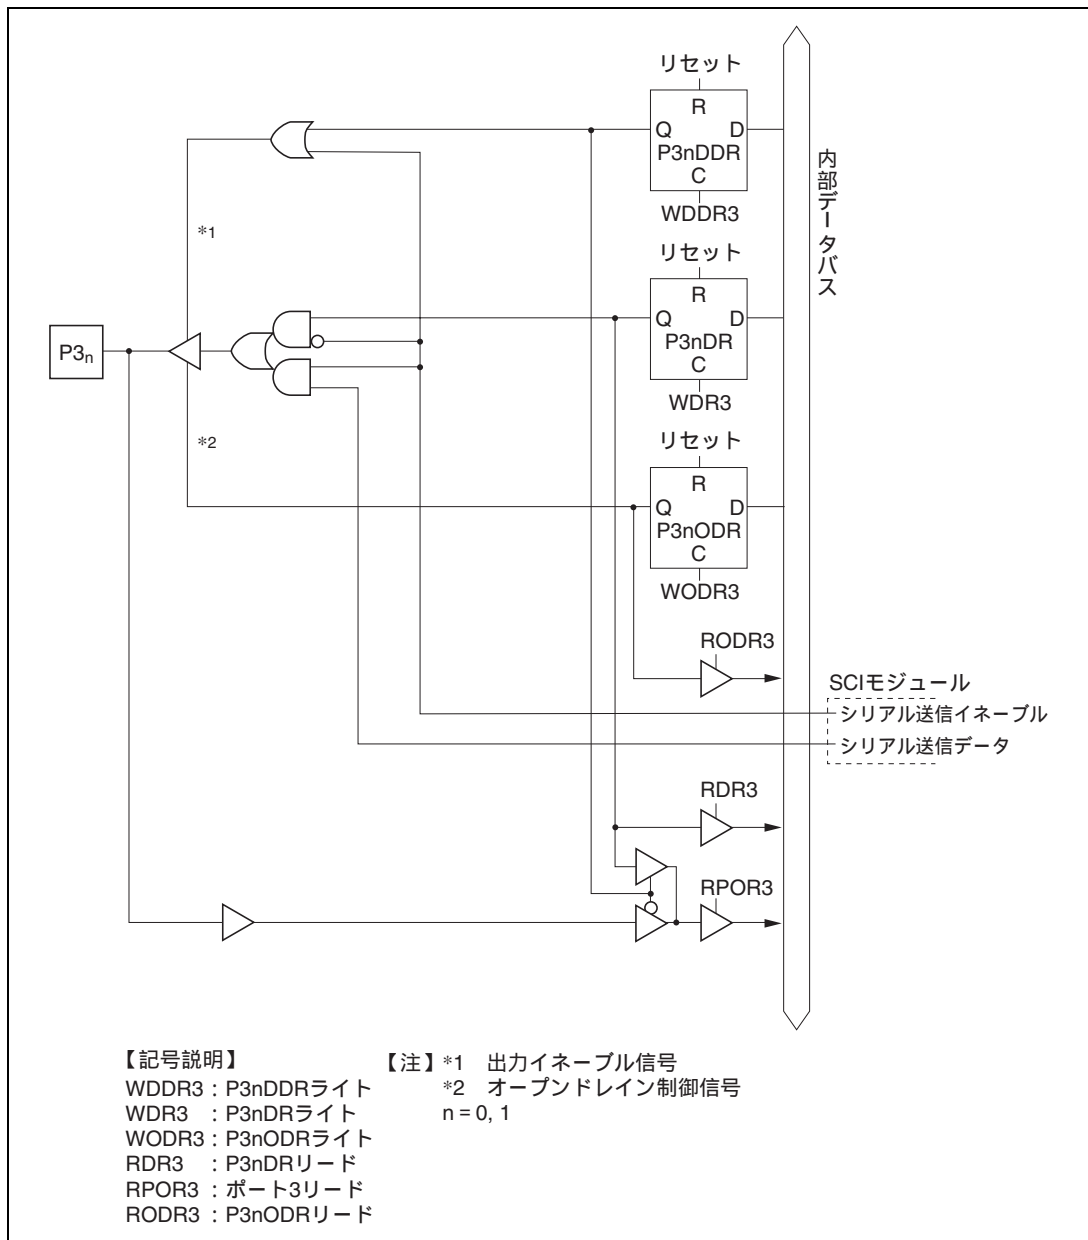 リセット
R
Q D
P3nDDR
C
WDDR3
内部データバス
*1
リセット
R
Q D
P3nDR
C
WDR3
P3n
*2
リセット
R
Q D
P3nODR
C
WODR3
RODR3
SCIモジュール
シリアル送信イネーブル
シリアル送信データ
RDR3
RPOR3
【記号説明】
WDDR3 : P3nDDRライト
WDR3 : P3nDRライト
WODR3 : P3nODRライト
RDR3 : P3nDRリード
RPOR3 : ポート3リード
RODR3 : P3nODRリード
【注】 *1 出力イネーブル信号
*2 オープンドレイン制御信号
n = 0, 1